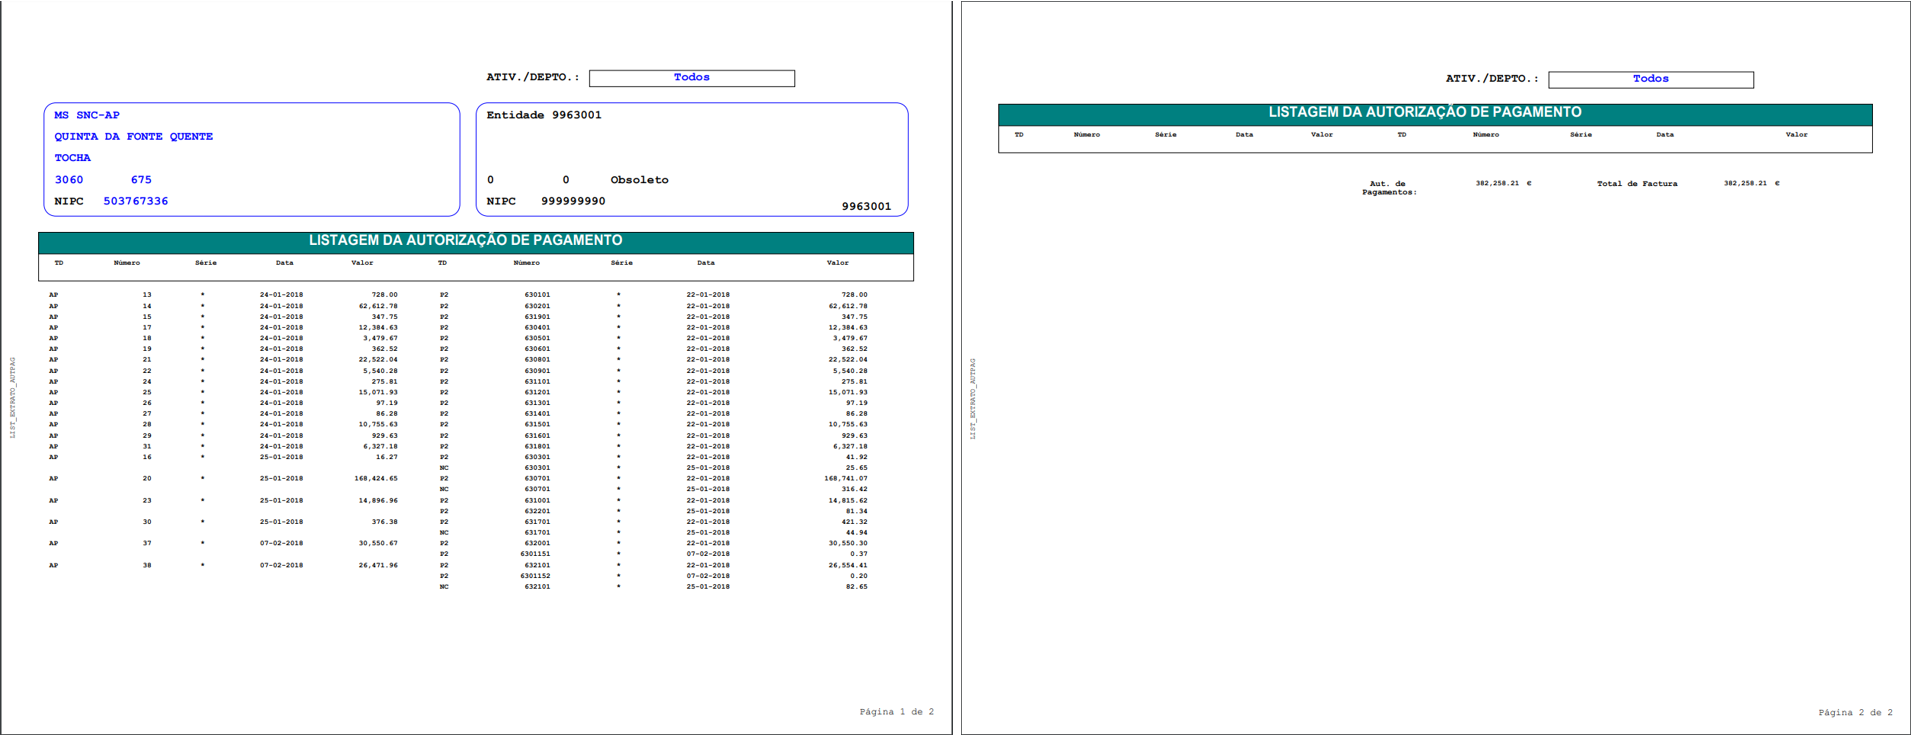 ATIV./DEPTO.: Todos
MS SNC-AP
QUINTA DA FONTE QUENTE
TOCHA
3060 675
NIPC 503767336
Entidade 9963001
0 0 Obsoleto
NIPC 999999990
9963001
LISTAGEM DA AUTORIZAÇÃO DE PAGAMENTO
TD Número Série Data Valor TD Número Série Data Valor
AP 13 * 24-01-2018 728.00 P2 630101 * 22-01-2018 728.00
AP 14 * 24-01-2018 62,612.78 P2 630201 * 22-01-2018 62,612.78
AP 15 * 24-01-2018 347.75 P2 631901 * 22-01-2018 347.75
AP 17 * 24-01-2018 12,384.63 P2 630401 * 22-01-2018 12,384.63
AP 18 * 24-01-2018 3,479.67 P2 630501 * 22-01-2018 3,479.67
AP 19 * 24-01-2018 362.52 P2 630601 * 22-01-2018 362.52
AP 21 * 24-01-2018 22,522.04 P2 630801 * 22-01-2018 22,522.04
AP 22 * 24-01-2018 5,540.28 P2 630901 * 22-01-2018 5,540.28
AP 24 * 24-01-2018 275.81 P2 631101 * 22-01-2018 275.81
AP 25 * 24-01-2018 15,071.93 P2 631201 * 22-01-2018 15,071.93
AP 26 * 24-01-2018 97.19 P2 631301 * 22-01-2018 97.19
AP 27 * 24-01-2018 86.28 P2 631401 * 22-01-2018 86.28
AP 28 * 24-01-2018 10,755.63 P2 631501 * 22-01-2018 10,755.63
AP 29 * 24-01-2018 929.63 P2 631601 * 22-01-2018 929.63
AP 31 * 24-01-2018 6,327.18 P2 631801 * 22-01-2018 6,327.18
AP 16 * 25-01-2018 16.27 P2 630301 * 22-01-2018 41.92
NC 630301 * 25-01-2018 25.65
AP 20 * 25-01-2018 168,424.65 P2 630701 * 22-01-2018 168,741.07
NC 630701 * 25-01-2018 316.42
AP 23 * 25-01-2018 14,896.96 P2 631001 * 22-01-2018 14,815.62
P2 632201 * 25-01-2018 81.34
AP 30 * 25-01-2018 376.38 P2 631701 * 22-01-2018 421.32
NC 631701 * 25-01-2018 44.94
AP 37 * 07-02-2018 30,550.67 P2 632001 * 22-01-2018 30,550.30
P2 6301151 * 07-02-2018 0.37
AP 38 * 07-02-2018 26,471.96 P2 632101 * 22-01-2018 26,554.41
P2 6301152 * 07-02-2018 0.20
NC 632101 * 25-01-2018 82.65
LIST_EXTRATO_AUTPAG
Página 1 de 2
ATIV./DEPTO.: Todos
LISTAGEM DA AUTORIZAÇÃO DE PAGAMENTO
TD Número Série Data Valor TD Número Série Data Valor
Aut. de 382,258.21 € Total de Factura 382,258.21 €
Pagamentos:
LIST_EXTRATO_AUTPAG
Página 2 de 2